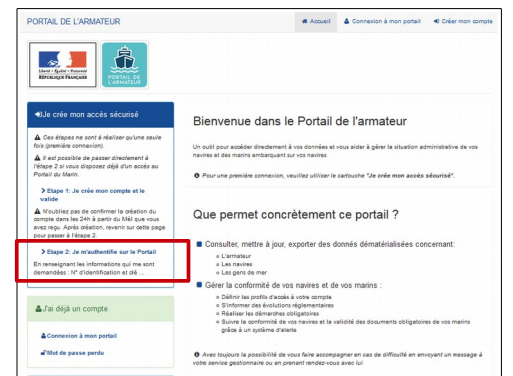 PORTAIL DE L'ARMATEUR
Accueil
Connexion à mon portail
Créer mon compte
Liberté • Égalité • Fraternité
RÉPUBLIQUE FRANÇAISE
PORTAIL DE
L'ARMATEUR
Je crée mon accès sécurisé
Ces étapes ne sont à réaliser qu'une seule
fois (première connexion).
Il est possible de passer directement à
l'étape 2 si vous disposez déjà d'un accès au
Portail du Marin.
> Etape 1: Je crée mon compte et le
valide
N'oubliez pas de confirmer la création du
compte dans les 24h à partir du Mél que vous
avez reçu. Après création, revenir sur cette page
pour passer à l'étape 2.
> Etape 2: Je m'authentifie sur le Portail
En renseignant les informations qui me sont
demandées : N° d'identification et clé ...
J'ai déjà un compte
Connexion à mon portail
Mot de passe perdu
Bienvenue dans le Portail de l'armateur
Un outil pour accéder directement à vos données et vous aider à gérer la situation administrative de vos
navires et des marins embarquant sur vos navires
Pour une première connexion, veuillez utiliser le cartouche "Je crée mon accès sécurisé".
Que permet concrètement ce portail ?
Consulter, mettre à jour, exporter des donnés dématérialisées concernant:
L'armateur
Les navires
Les gens de mer
Gérer la conformité de vos navires et de vos marins :
Définir les profils d'accès à votre compte
S'informer des évolutions réglementaires
Réaliser les démarches obligatoires
Suivre la conformité de vos navires et la validité des documents obligatoires de vos marins
grâce à un système d'alerte
Avec toujours la possibilité de vous faire accompagner en cas de difficulté en envoyant un message à
votre service gestionnaire ou en prenant rendez-vous avec lui